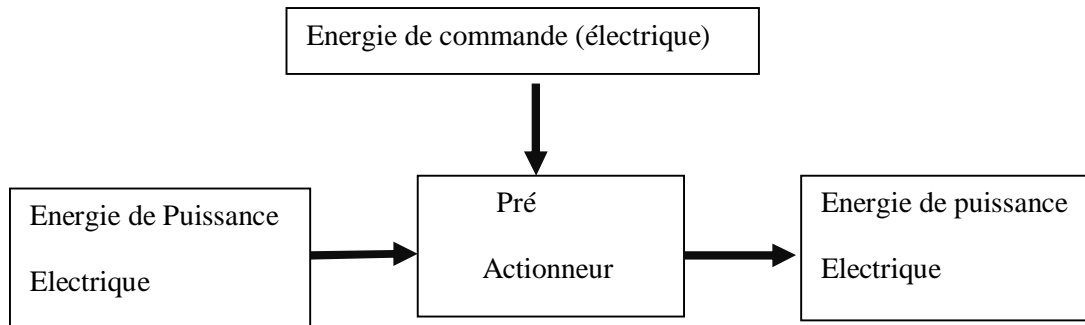 Energie de commande (électrique)
Energie de Puissance
Electrique
Pré
Actionneur
Energie de puissance
Electrique